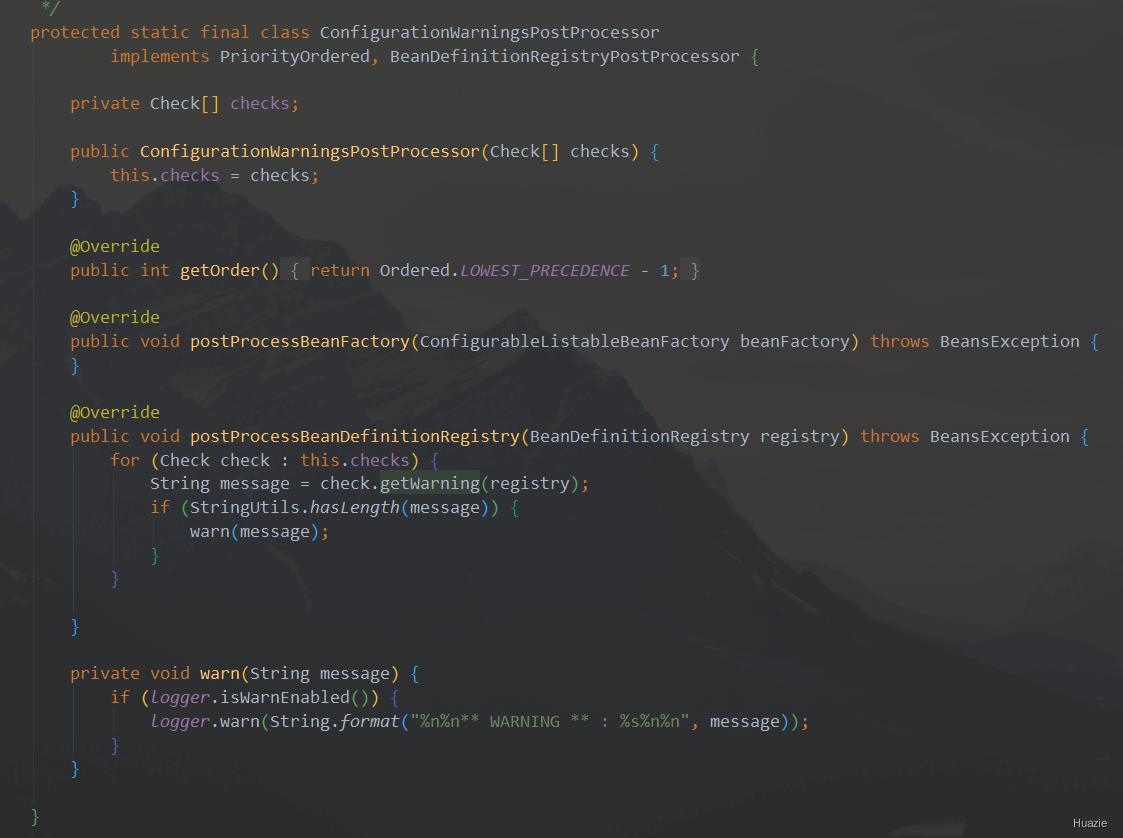 */
protected static final class ConfigurationWarningsPostProcessor
implements PriorityOrdered, BeanDefinitionRegistryPostProcessor {
private Check[] checks;
public ConfigurationWarningsPostProcessor(Check[] checks) {
this.checks = checks;
}
@Override
public int getOrder() { return Ordered.LOWEST_PRECEDENCE - 1; }
@Override
public void postProcessBeanFactory(ConfigurableListableBeanFactory beanFactory) throws BeansException {
}
@Override
public void postProcessBeanDefinitionRegistry(BeanDefinitionRegistry registry) throws BeansException {
for (Check check : this.checks) {
String message = check.getWarning(registry);
if (StringUtils.hasLength(message)) {
warn(message);
}
}
}
private void warn(String message) {
if (logger.isWarnEnabled()) {
logger.warn(String.format("%n%n** WARNING ** : %s%n%n", message));
}
}
}
Huazie